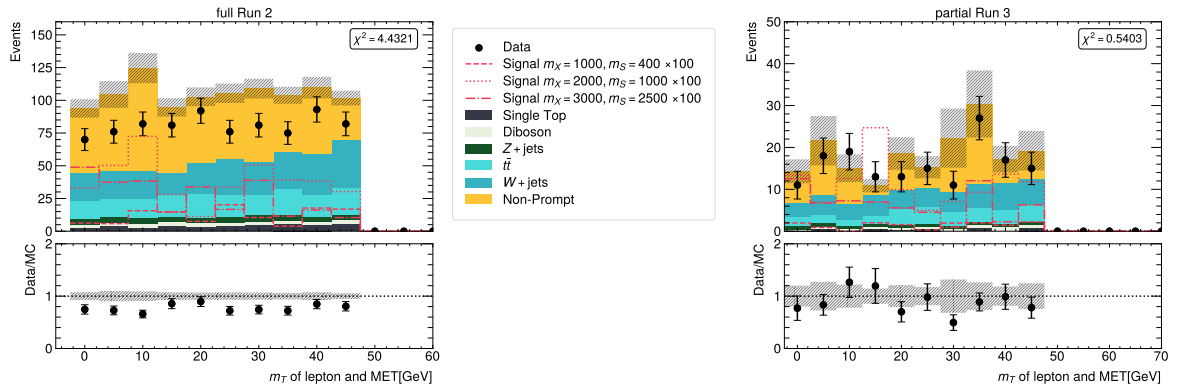 full Run 2
Events
150
125
100
75
50
25
0
χ² = 4.4321
Data/MC
2
1
0
0 10 20 30 40 50 60
m_T of lepton and MET[GeV]
Data
Signal m_X = 1000, m_S = 400 ×100
Signal m_X = 2000, m_S = 1000 ×100
Signal m_X = 3000, m_S = 2500 ×100
Single Top
Diboson
Z + jets
tt̄
W + jets
Non-Prompt
partial Run 3
Events
50
40
30
20
10
0
χ² = 0.5403
Data/MC
2
1
0
0 10 20 30 40 50 60 70
m_T of lepton and MET[GeV]